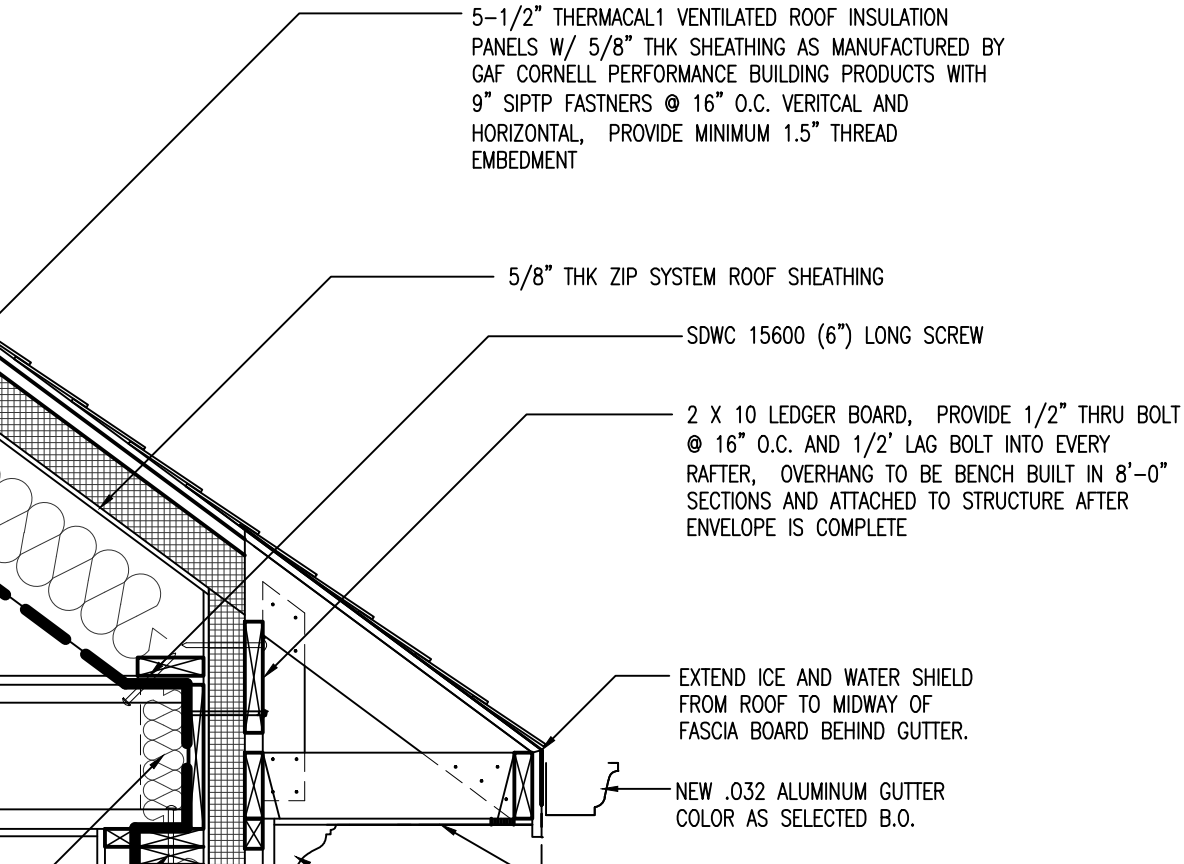 5-1/2" THERMACAL1 VENTILATED ROOF INSULATION
PANELS W/ 5/8" THK SHEATHING AS MANUFACTURED BY
GAF CORNELL PERFORMANCE BUILDING PRODUCTS WITH
9" SIPTP FASTNERS @ 16" O.C. VERITCAL AND
HORIZONTAL, PROVIDE MINIMUM 1.5" THREAD
EMBEDMENT
5/8" THK ZIP SYSTEM ROOF SHEATHING
SDWC 15600 (6") LONG SCREW
2 X 10 LEDGER BOARD, PROVIDE 1/2" THRU BOLT
@ 16" O.C. AND 1/2' LAG BOLT INTO EVERY
RAFTER, OVERHANG TO BE BENCH BUILT IN 8'-0"
SECTIONS AND ATTACHED TO STRUCTURE AFTER
ENVELOPE IS COMPLETE
EXTEND ICE AND WATER SHIELD
FROM ROOF TO MIDWAY OF
FASCIA BOARD BEHIND GUTTER.
NEW .032 ALUMINUM GUTTER
COLOR AS SELECTED B.O.